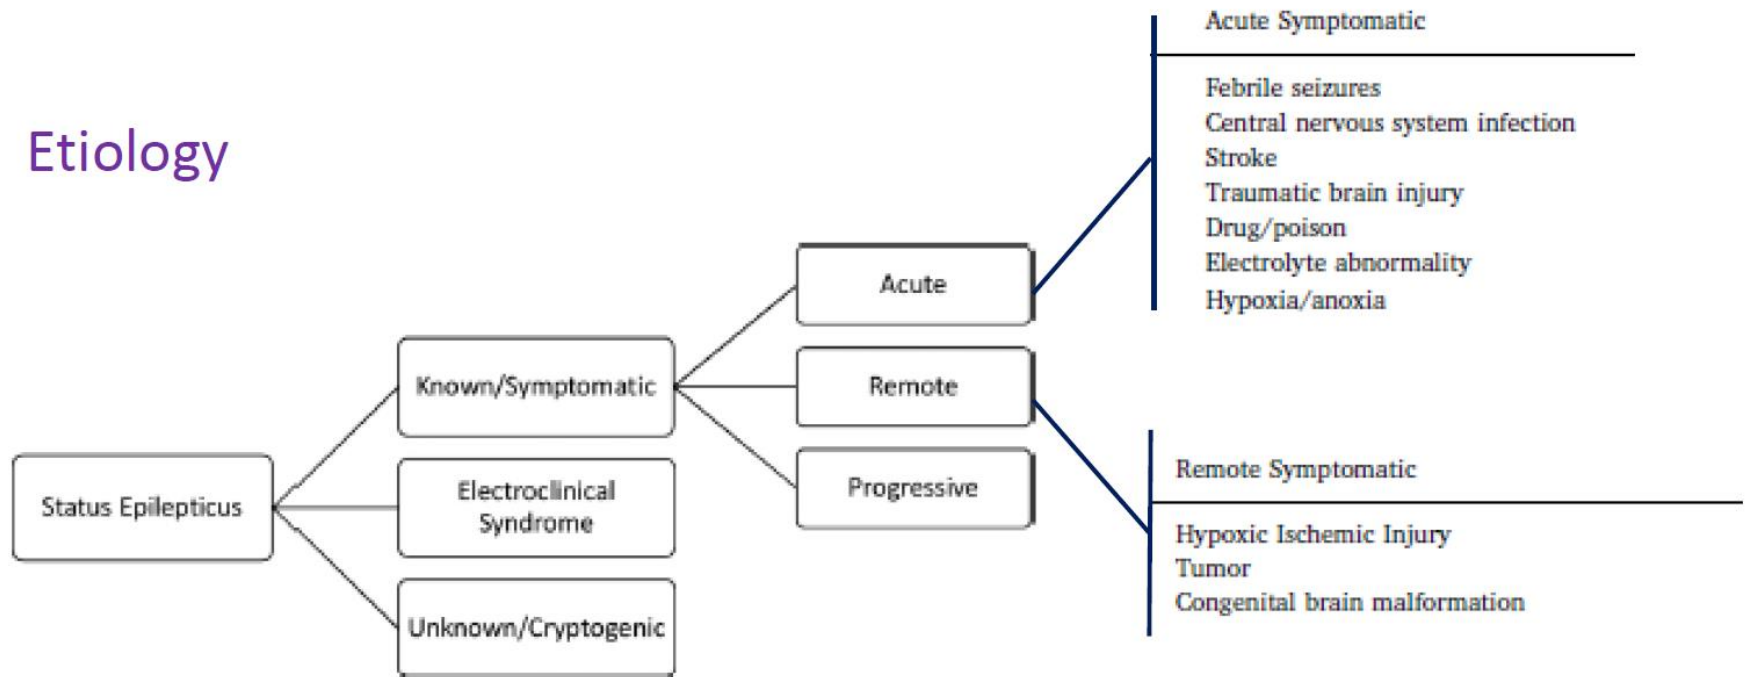 Etiology
Status Epilepticus
Known/Symptomatic
Electroclinical
Syndrome
Unknown/Cryptogenic
Acute
Remote
Progressive
Acute Symptomatic
Febrile seizures
Central nervous system infection
Stroke
Traumatic brain injury
Drug/poison
Electrolyte abnormality
Hypoxia/anoxia
Remote Symptomatic
Hypoxic Ischemic Injury
Tumor
Congenital brain malformation